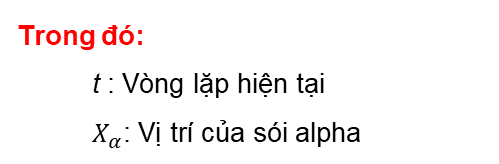 Trong đó:
t : Vòng lặp hiện tại
Xα: Vị trí của sói alpha